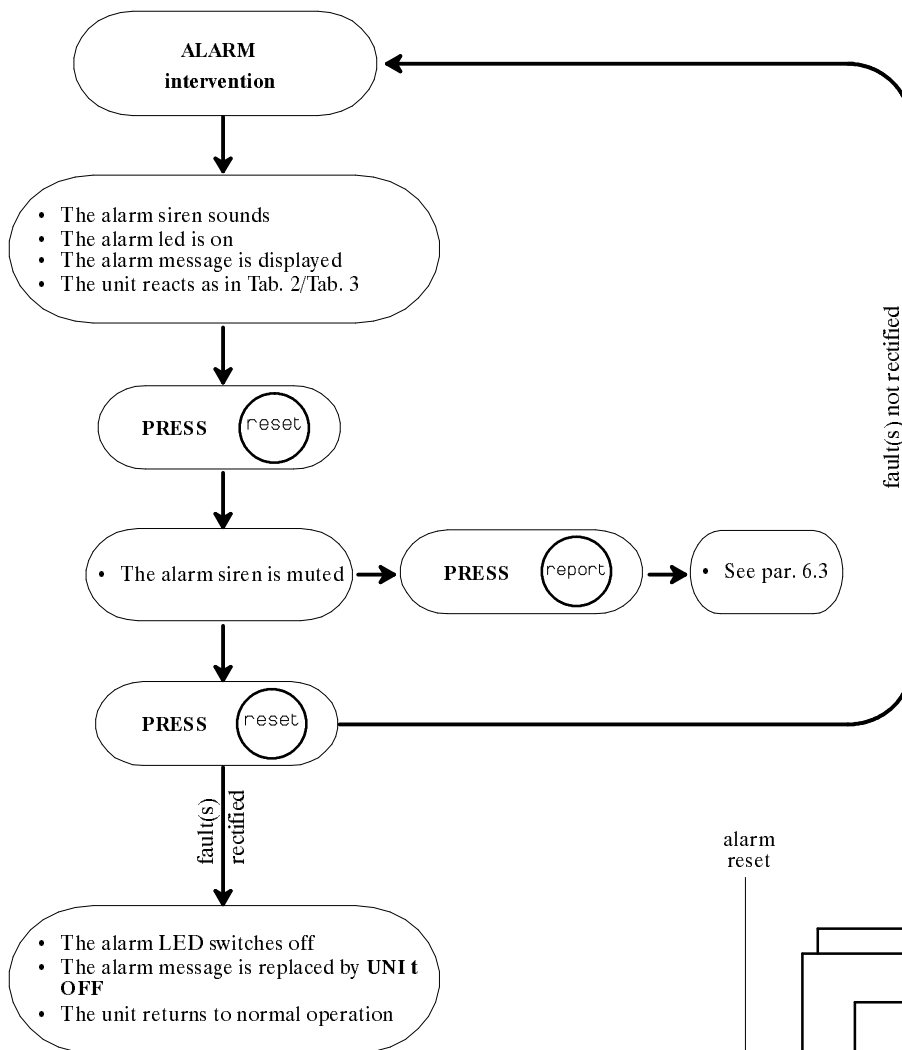 ALARM
intervention
• The alarm siren sounds
• The alarm led is on
• The alarm message is displayed
• The unit reacts as in Tab. 2/Tab. 3
PRESS reset
• The alarm siren is muted
PRESS report
• See par. 6.3
PRESS reset
fault(s) not rectified
fault(s)
rectified
• The alarm LED switches off
• The alarm message is replaced by UNI t
OFF
• The unit returns to normal operation
alarm
reset